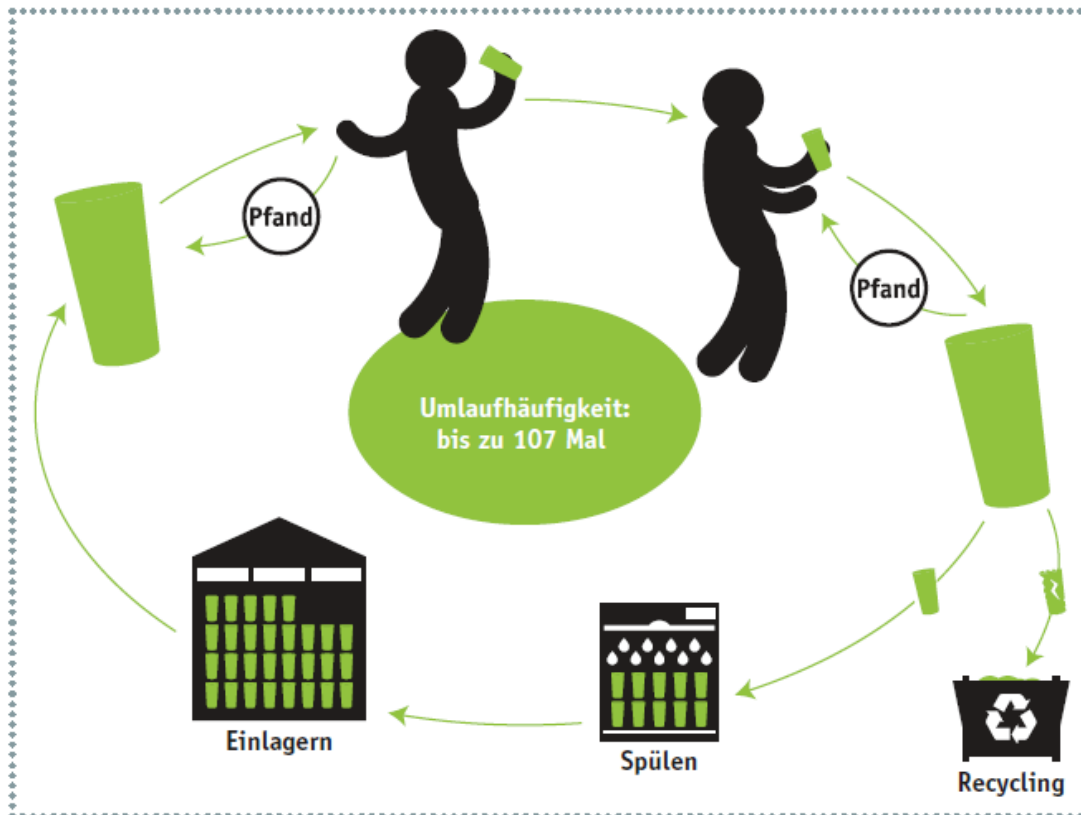 Pfand
Pfand
Umlaufhäufigkeit:
bis zu 107 Mal
Einlagern
Spülen
Recycling